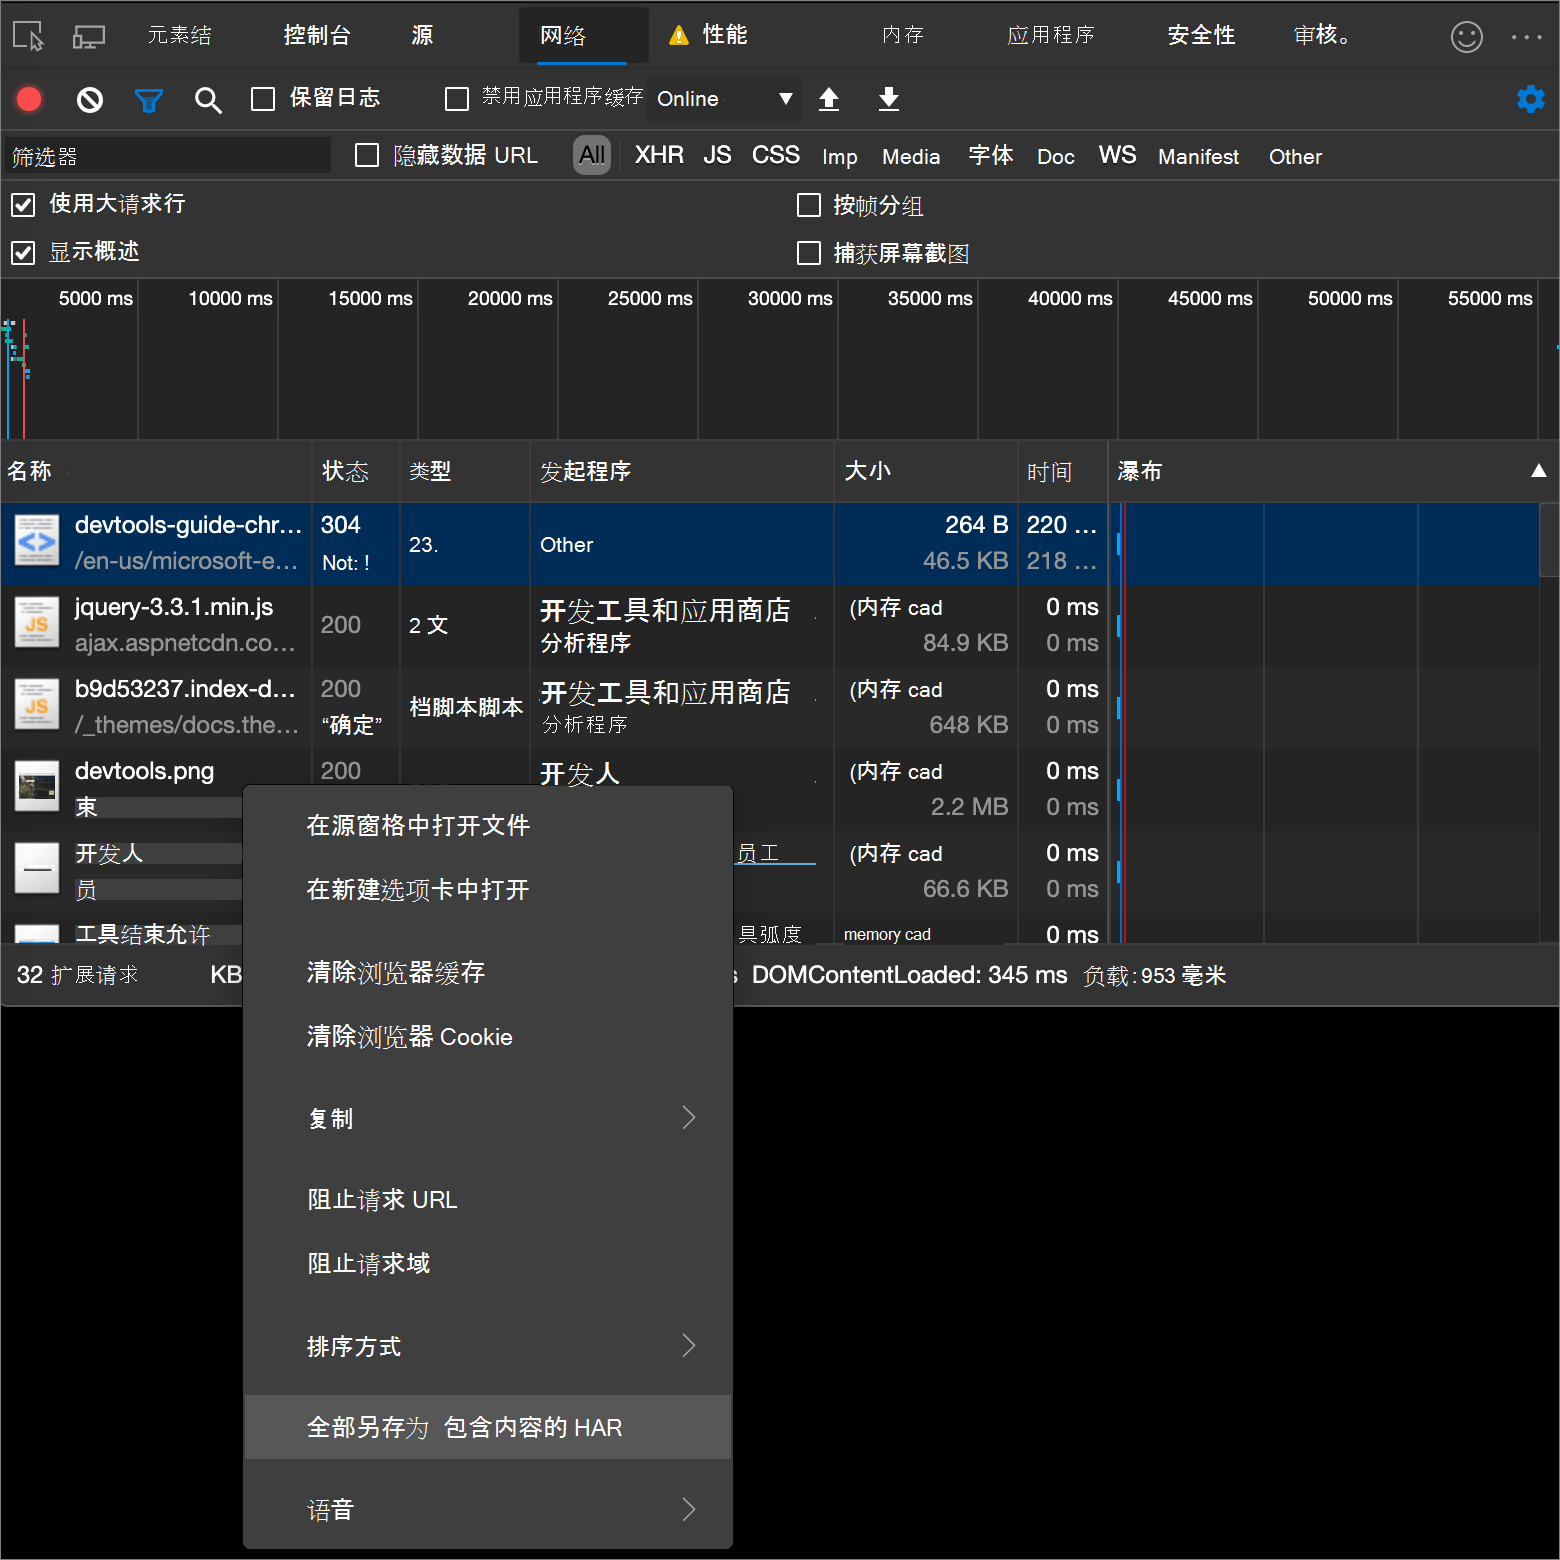 元素结 控制台 源 网络 性能 内存 应用程序 安全性 审核。
保留日志 禁用应用程序缓存 Online
筛选器 隐藏数据 URL All XHR JS CSS Imp Media 字体 Doc WS Manifest Other
使用大请求行 按帧分组
显示概述 捕获屏幕截图
5000 ms 10000 ms 15000 ms 20000 ms 25000 ms 30000 ms 35000 ms 40000 ms 45000 ms 50000 ms 55000 ms
名称 状态 类型 发起程序 大小 时间 瀑布
devtools-guide-chr... 304 23. Other 264 B 220 ...
/en-us/microsoft-e... Not: ! 46.5 KB 218 ...
jquery-3.3.1.min.js 200 2 文 开发工具和应用商店 (内存 cad 0 ms
ajax.aspnetcdn.co... 分析程序 84.9 KB 0 ms
b9d53237.index-d... 200 档脚本脚本 开发工具和应用商店 (内存 cad 0 ms
/_themes/docs.the... “确定” 分析程序 648 KB 0 ms
devtools.png 200 开发人 (内存 cad 0 ms
束 2.2 MB 0 ms
开发人 员工 (内存 cad 0 ms
员 66.6 KB 0 ms
工具结束允许 具弧度 memory cad 0 ms
32 扩展请求 KB s DOMContentLoaded: 345 ms 负载: 953 毫米
在源窗格中打开文件
在新建选项卡中打开
清除浏览器缓存
清除浏览器 Cookie
复制
阻止请求 URL
阻止请求域
排序方式
全部另存为 包含内容的 HAR
语音